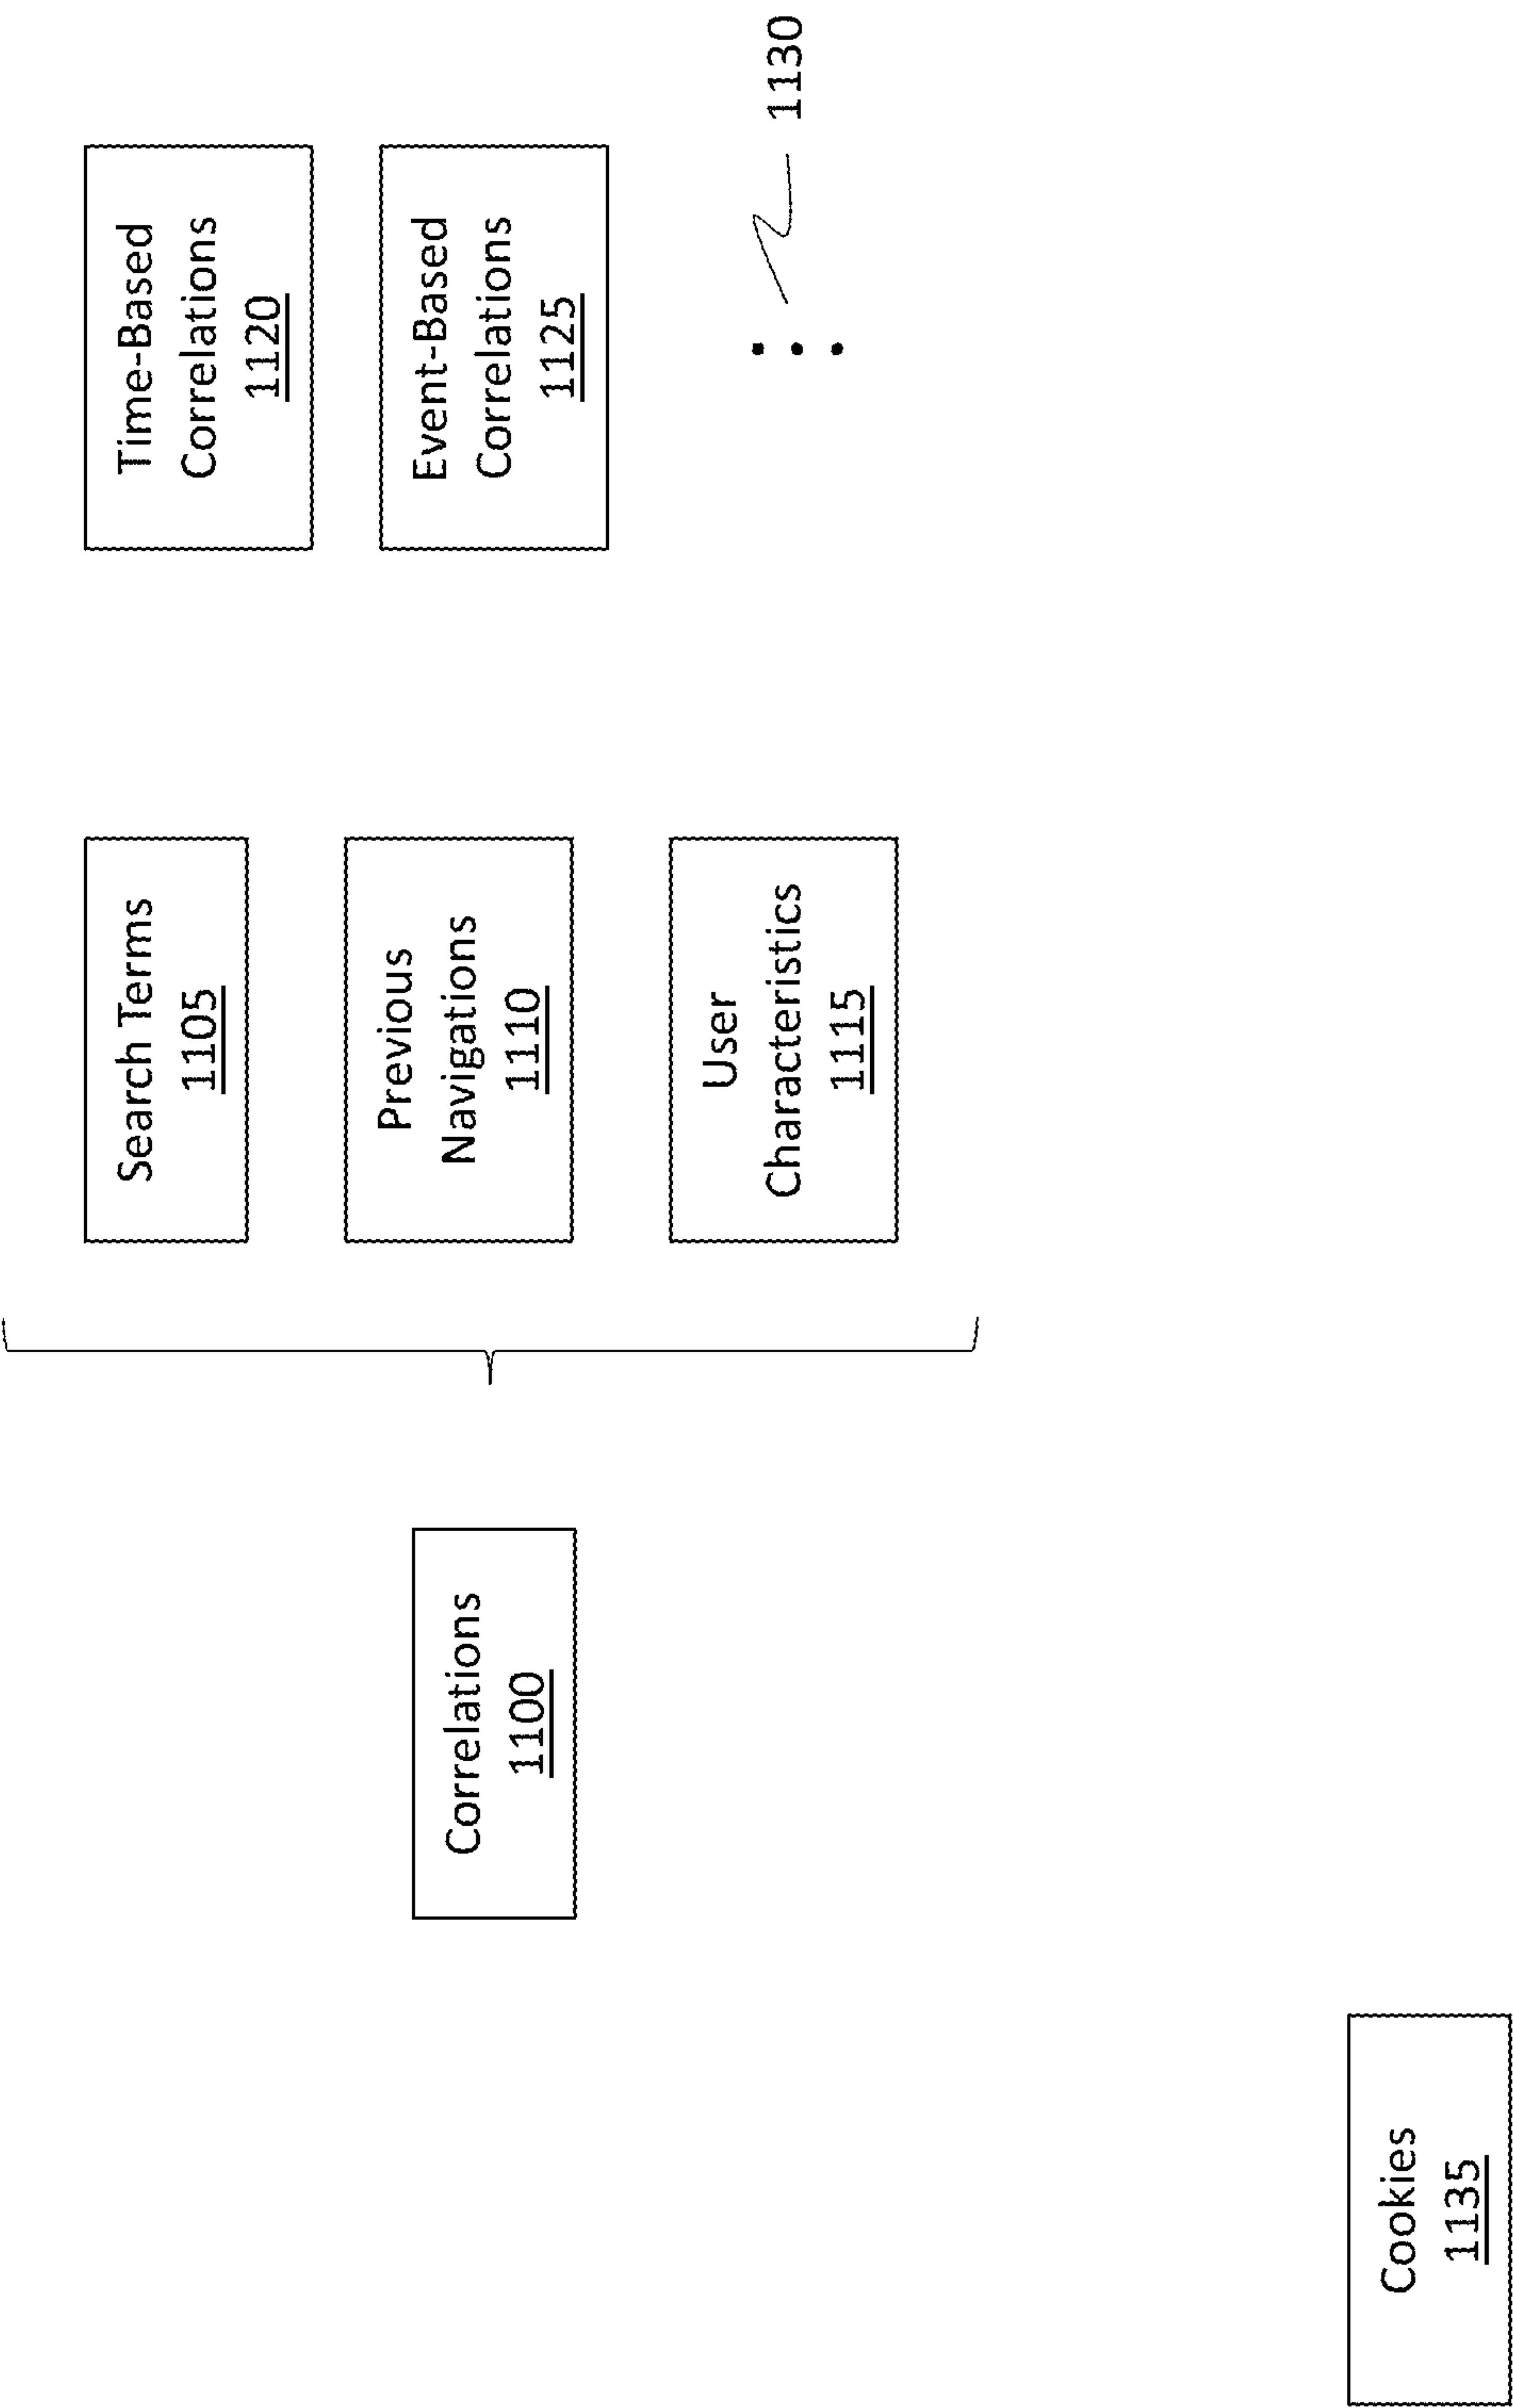 Correlations
1100
Search Terms
1105
Previous
Navigations
1110
User
Characteristics
1115
Time-Based
Correlations
1120
Event-Based
Correlations
1125
1130
Cookies
1135